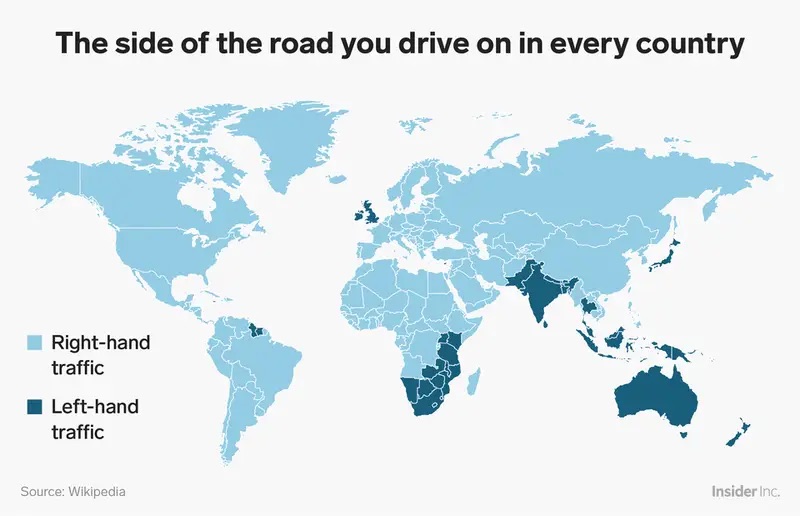 The side of the road you drive on in every country
Right-hand
traffic
Left-hand
traffic
Source: Wikipedia
Insider Inc.